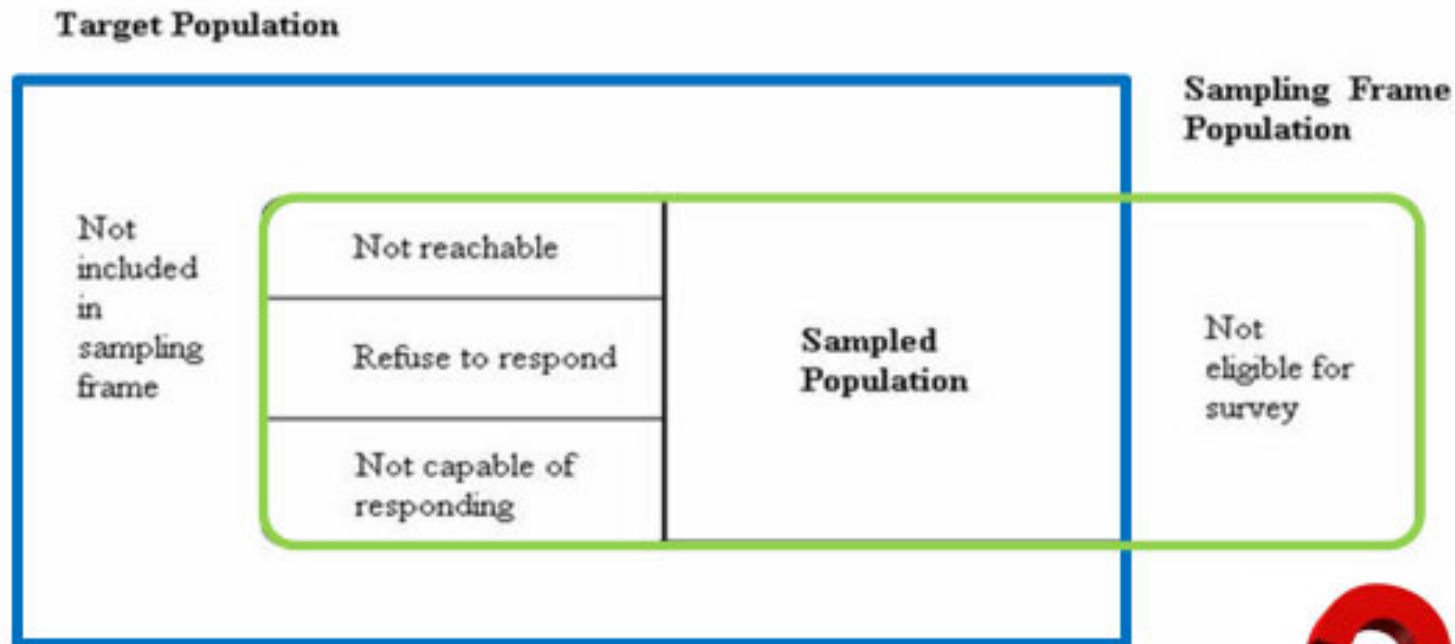 Target Population
Sampling Frame
Population
Not
included
in
sampling
frame
Not reachable
Refuse to respond
Not capable of
responding
Sampled
Population
Not
eligible for
survey